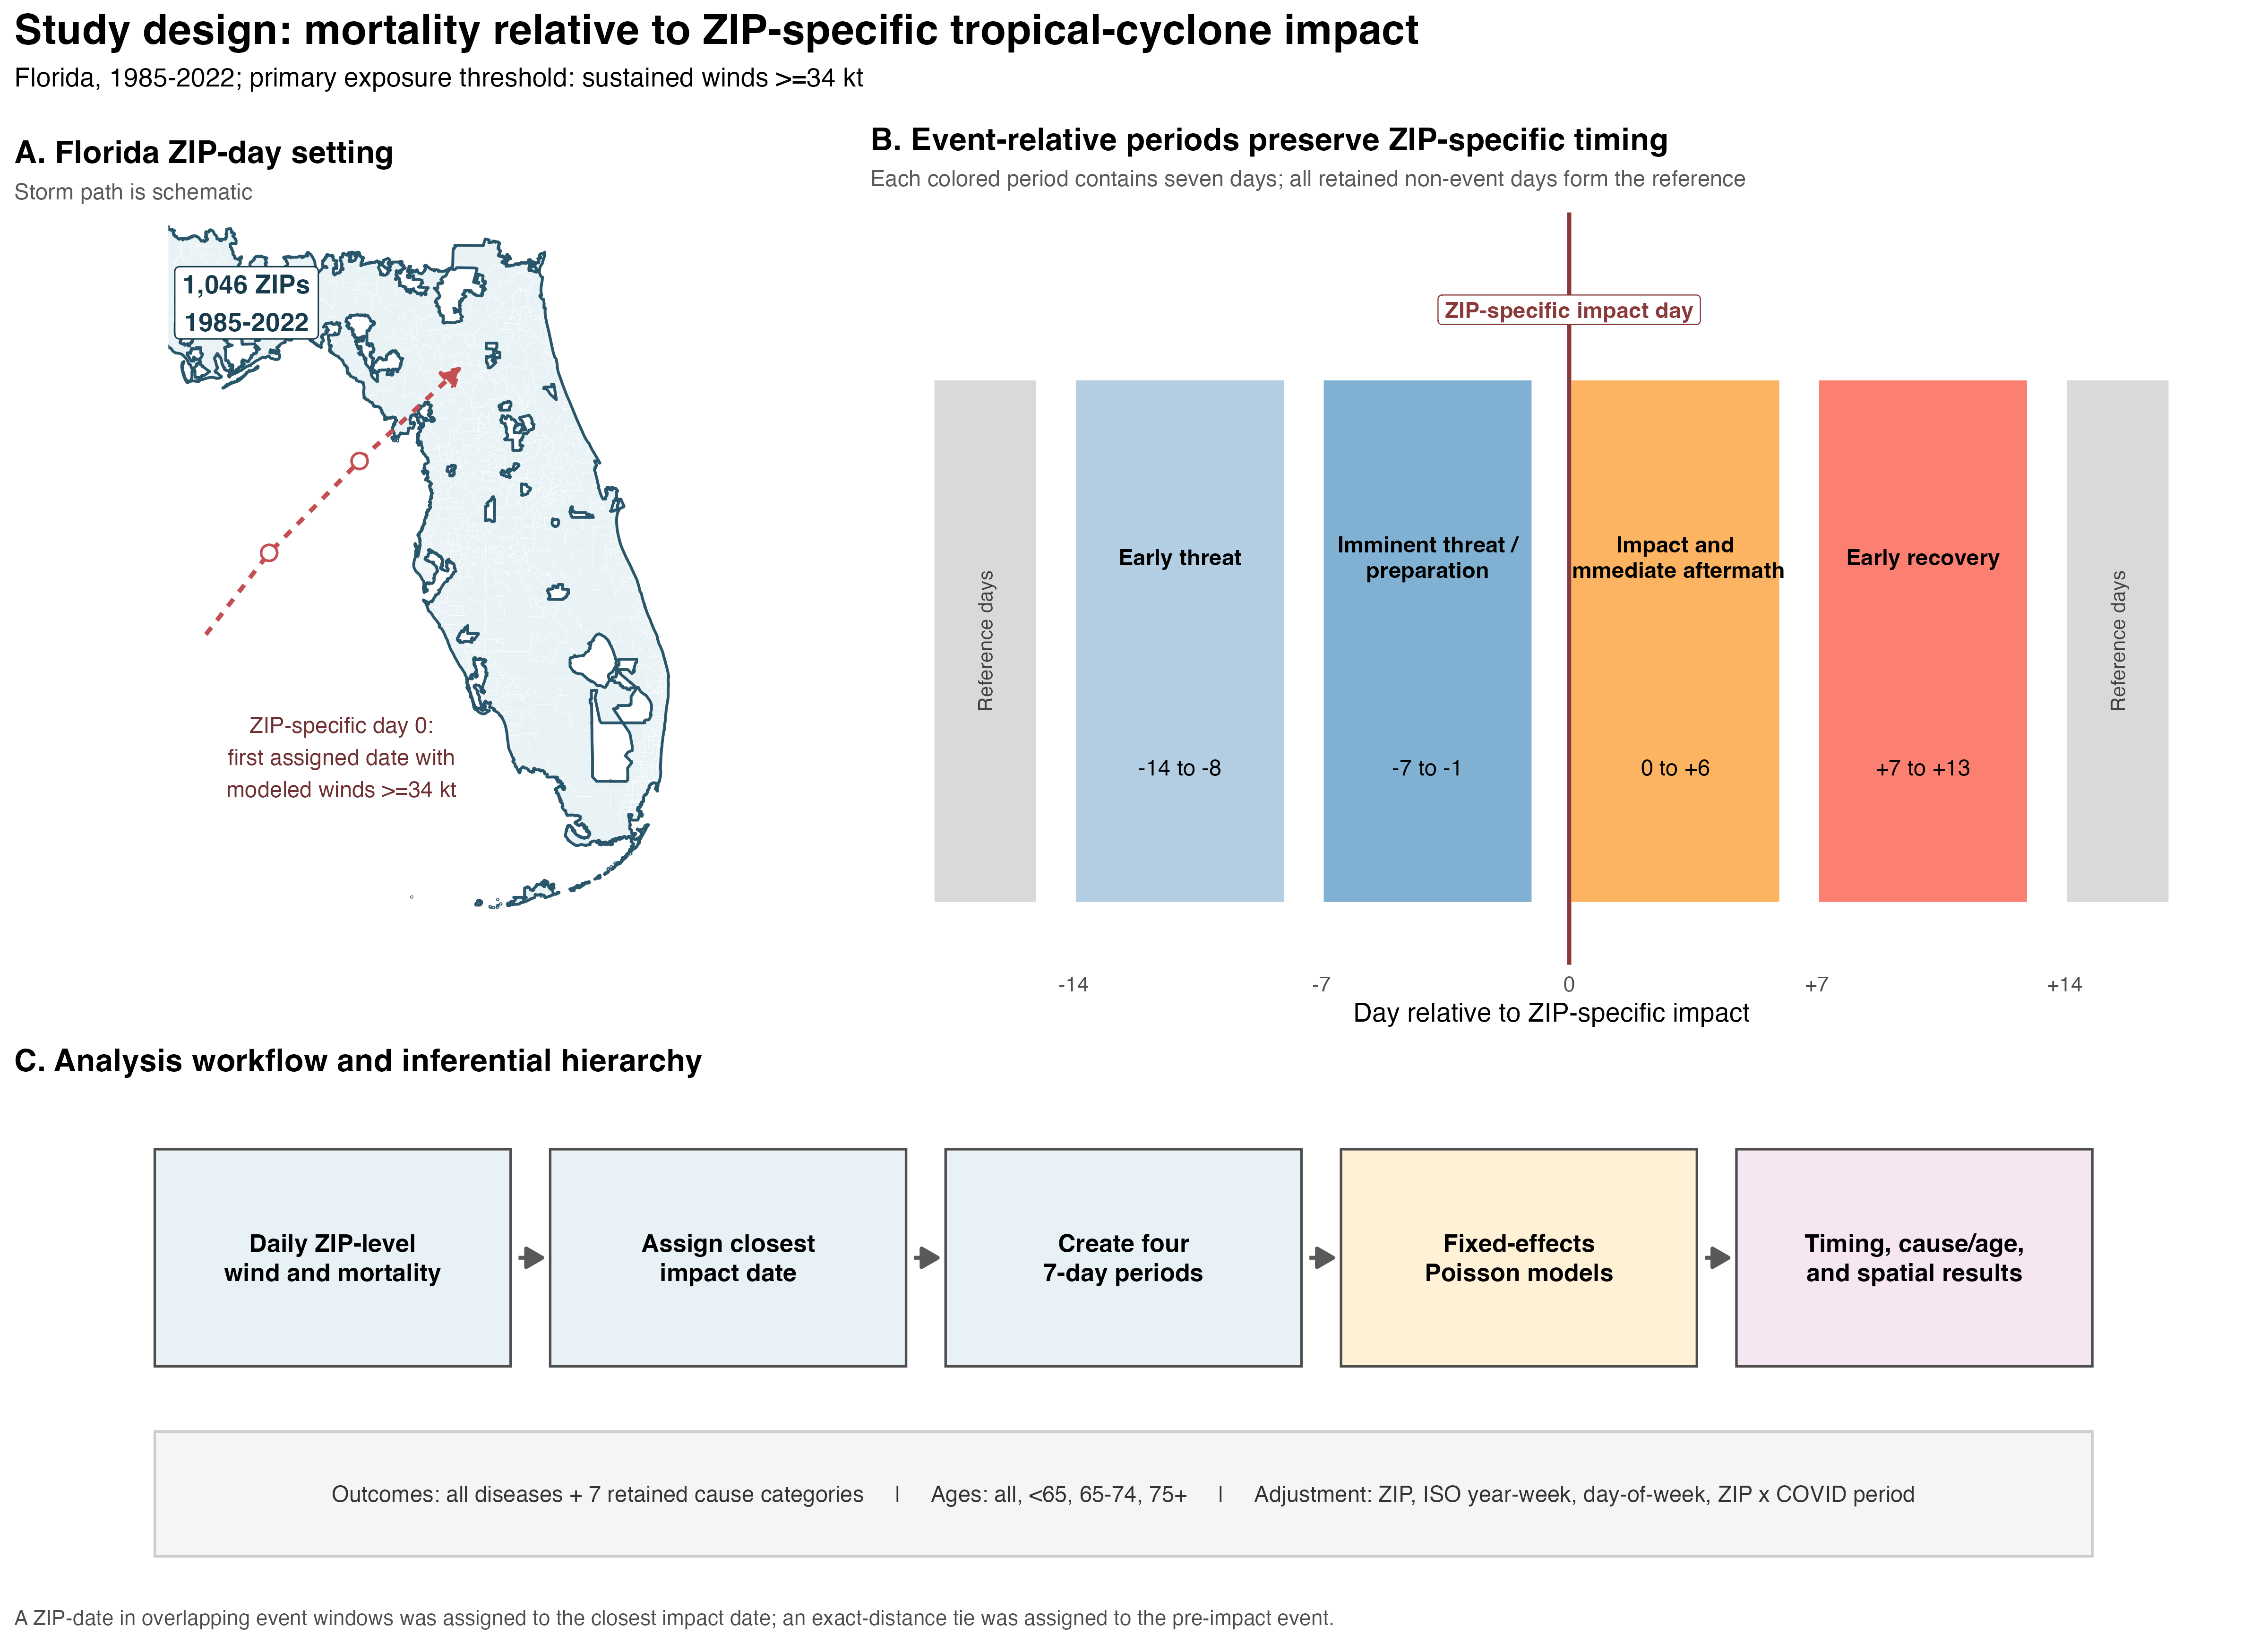 Study design: mortality relative to ZIP-specific tropical-cyclone impact
Florida, 1985-2022; primary exposure threshold: sustained winds >=34 kt
A. Florida ZIP-day setting
Storm path is schematic
1,046 ZIPs
1985-2022
ZIP-specific day 0:
first assigned date with
modeled winds >=34 kt
B. Event-relative periods preserve ZIP-specific timing
Each colored period contains seven days; all retained non-event days form the reference
ZIP-specific impact day
Reference days
Early threat
-14 to -8
Imminent threat /
preparation
-7 to -1
Impact and
mmediate aftermath
0 to +6
Early recovery
+7 to +13
Reference days
-14
-7
0
+7
+14
Day relative to ZIP-specific impact
C. Analysis workflow and inferential hierarchy
Daily ZIP-level
wind and mortality
Assign closest
impact date
Create four
7-day periods
Fixed-effects
Poisson models
Timing, cause/age,
and spatial results
Outcomes: all diseases + 7 retained cause categories | Ages: all, <65, 65-74, 75+ | Adjustment: ZIP, ISO year-week, day-of-week, ZIP x COVID period
A ZIP-date in overlapping event windows was assigned to the closest impact date; an exact-distance tie was assigned to the pre-impact event.